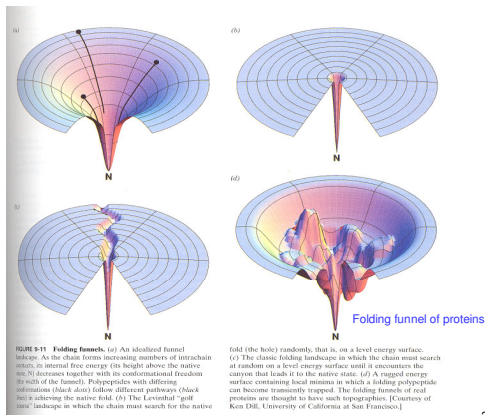 (b)
N
N
(d)
N
N
Folding funnel of proteins
FIGURE 9-11 Folding funnels. (a) An idealized funnel
landscape. As the chain forms increasing numbers of intrachain
contacts, its internal free energy (its height above the native
state, N) decreases together with its conformational freedom
(the width of the funnel). Polypeptides with differing
conformations (black dots) follow different pathways (black
lines) in achieving the native fold. (b) The Levinthal "golf
course" landscape in which the chain must search for the native
fold (the hole) randomly, that is, on a level energy surface.
(c) The classic folding landscape in which the chain must search
at random on a level energy surface until it encounters the
canyon that leads it to the native state. (d) A rugged energy
surface containing local minima in which a folding polypeptide
can become transiently trapped. The folding funnels of real
proteins are thought to have such topographies. [Courtesy of
Ken Dill, University of California at San Francisco.]